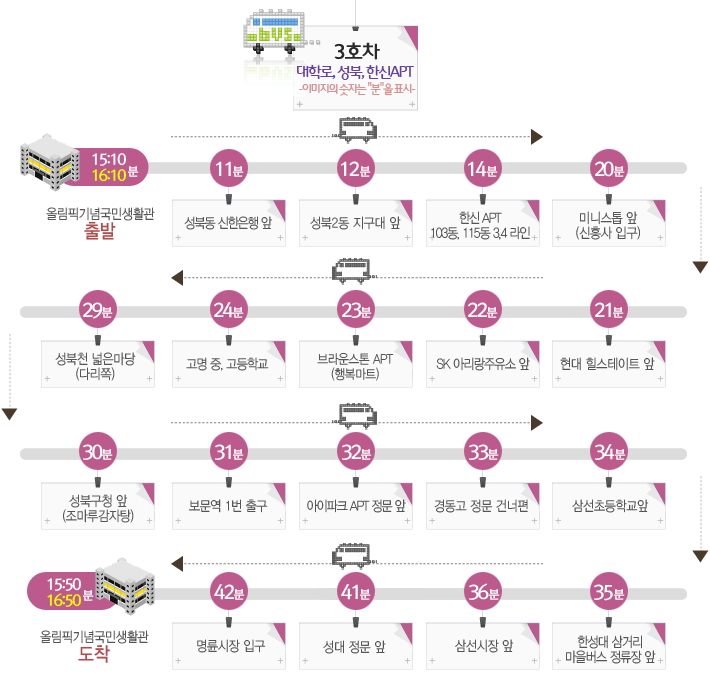 bus
3호차
대학로, 성북, 한신APT
-이미지의 숫자는 "분"을 표시-
15:10
16:10 분
올림픽기념국민생활관
출발
11분
성북동 신한은행 앞
12분
성북2동 지구대 앞
14분
한신 APT
103동, 115동 3,4 라인
20분
미니스톱 앞
(신흥사 입구)
29분
성북천 넓은마당
(다리쪽)
24분
고명 중, 고등학교
23분
브라운스톤 APT
(행복마트)
22분
SK 아리랑주유소 앞
21분
현대 힐스테이트 앞
30분
성북구청 앞
(조마루감자탕)
31분
보문역 1번 출구
32분
아이파크 APT 정문 앞
33분
경동고 정문 건너편
34분
삼선초등학교앞
15:50
16:50 분
올림픽기념국민생활관
도착
42분
명륜시장 입구
41분
성대 정문 앞
36분
삼선시장 앞
35분
한성대 삼거리
마을버스 정류장 앞